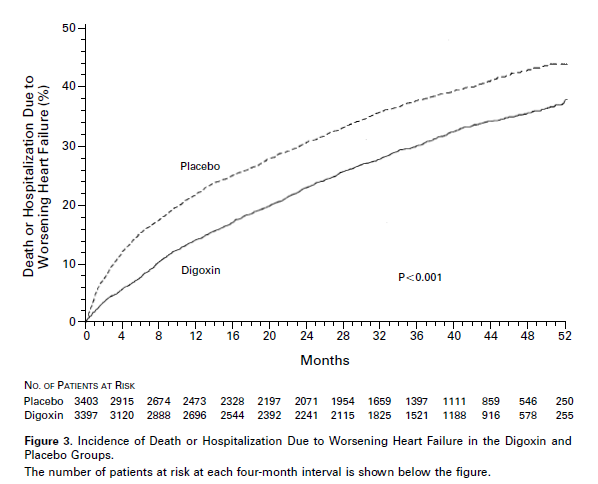 50
40
30
20
10
0
Death or Hospitalization Due to
Worsening Heart Failure (%)
Placebo
Digoxin
P<0.001
0 4 8 12 16 20 24 28 32 36 40 44 48 52
Months
NO. OF PATIENTS AT RISK
Placebo 3403 2915 2674 2473 2328 2197 2071 1954 1659 1397 1111 859 546 250
Digoxin 3397 3120 2888 2696 2544 2392 2241 2115 1825 1521 1188 916 578 255
Figure 3. Incidence of Death or Hospitalization Due to Worsening Heart Failure in the Digoxin and
Placebo Groups.
The number of patients at risk at each four-month interval is shown below the figure.